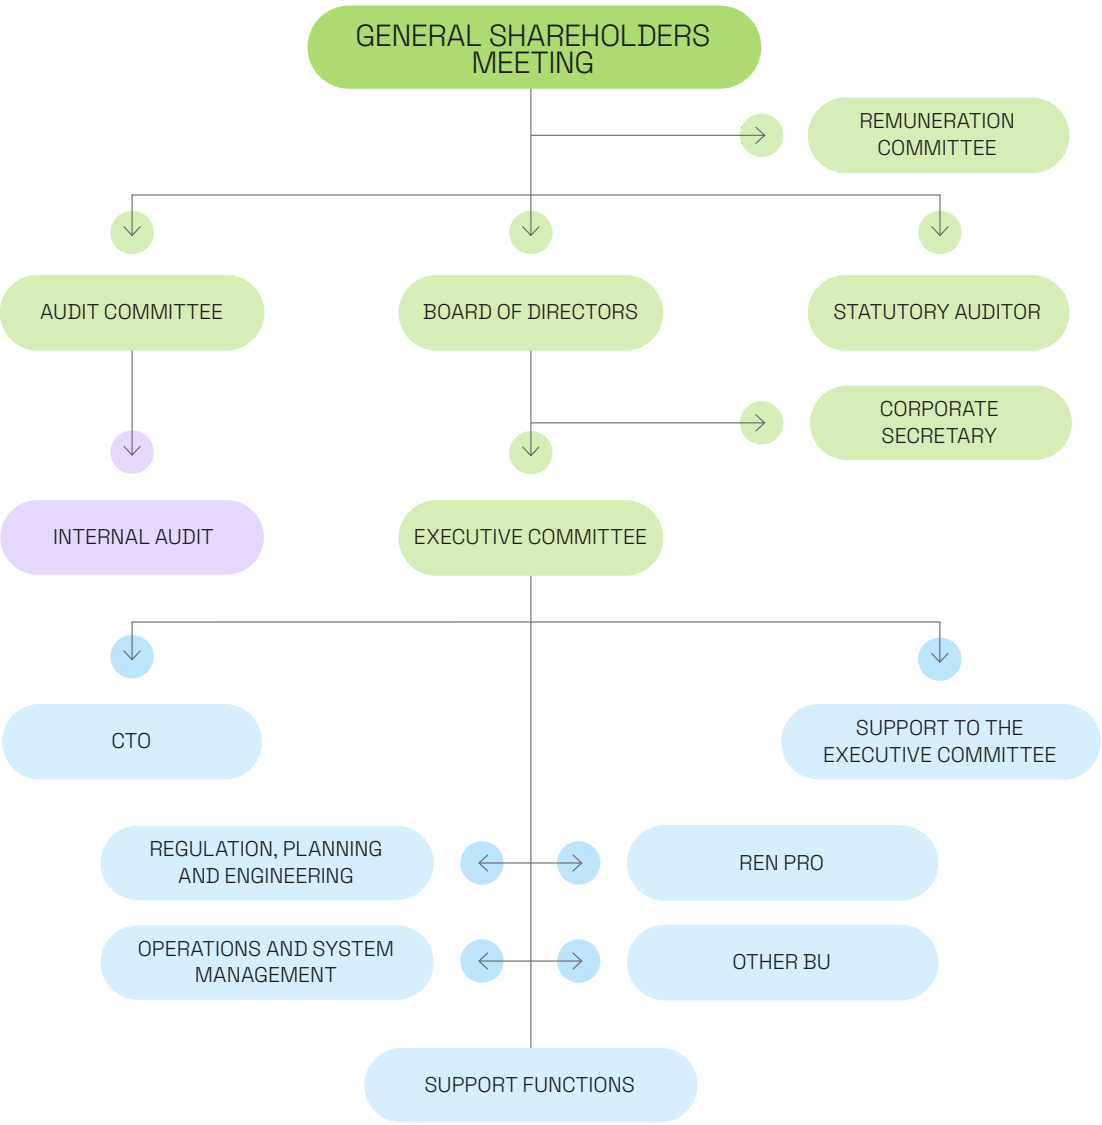 GENERAL SHAREHOLDERS
MEETING
REMUNERATION
COMMITTEE
AUDIT COMMITTEE
BOARD OF DIRECTORS
STATUTORY AUDITOR
CORPORATE
SECRETARY
INTERNAL AUDIT
EXECUTIVE COMMITTEE
CTO
SUPPORT TO THE
EXECUTIVE COMMITTEE
REGULATION, PLANNING
AND ENGINEERING
REN PRO
OPERATIONS AND SYSTEM
MANAGEMENT
OTHER BU
SUPPORT FUNCTIONS